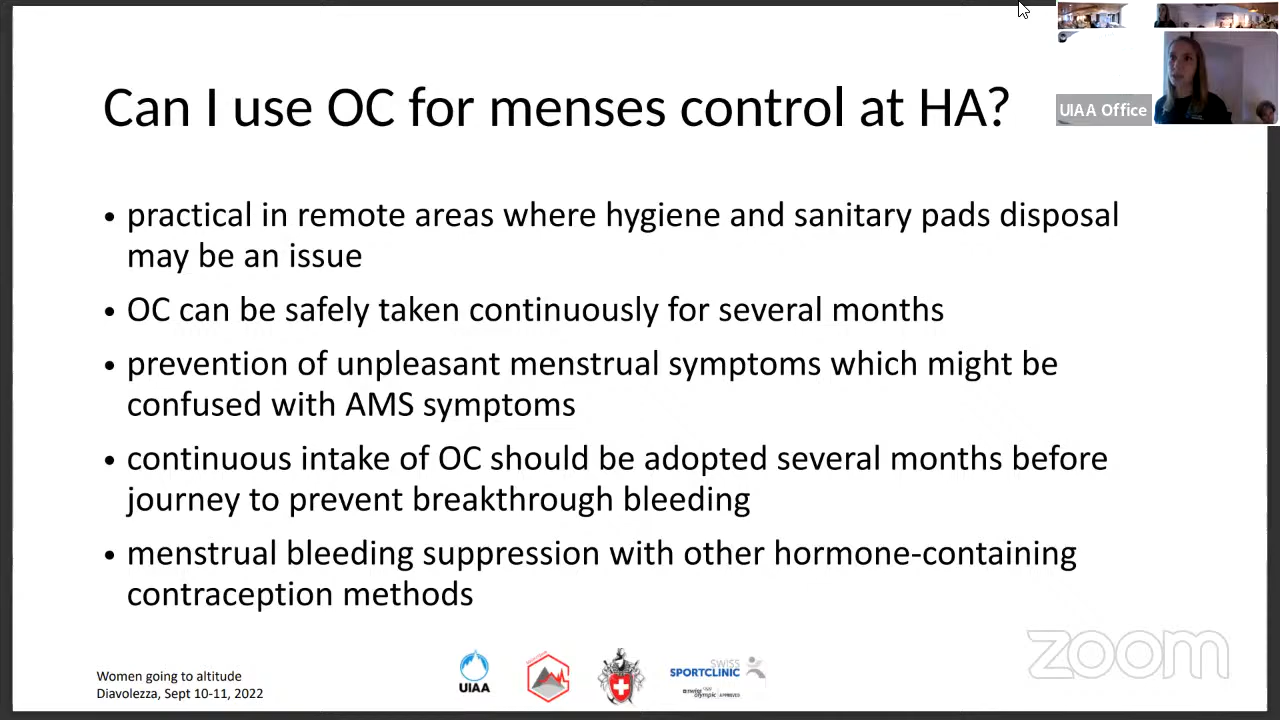 Can I use OC for menses control at HA?
UIAA Office
• practical in remote areas where hygiene and sanitary pads disposal
may be an issue
• OC can be safely taken continuously for several months
• prevention of unpleasant menstrual symptoms which might be
confused with AMS symptoms
• continuous intake of OC should be adopted several months before
journey to prevent breakthrough bleeding
• menstrual bleeding suppression with other hormone-containing
contraception methods
zoom
Women going to altitude
Diavolezza, Sept 10-11, 2022
UIAA
SWISS
SPORTCLINIC